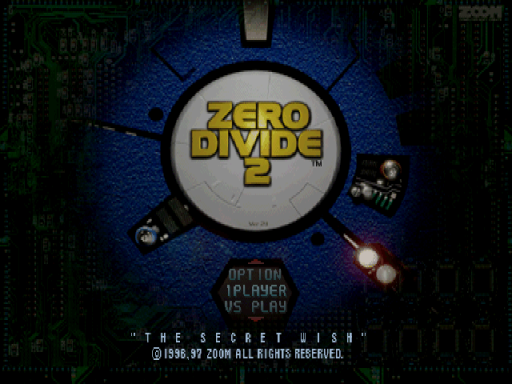 ZOOM
ZERO
DIVIDE
2
TM
OPTION
1PLAYER
VS PLAY
"THE SECRET WISH"
©1996,97 ZOOM ALL RIGHTS RESERVED.